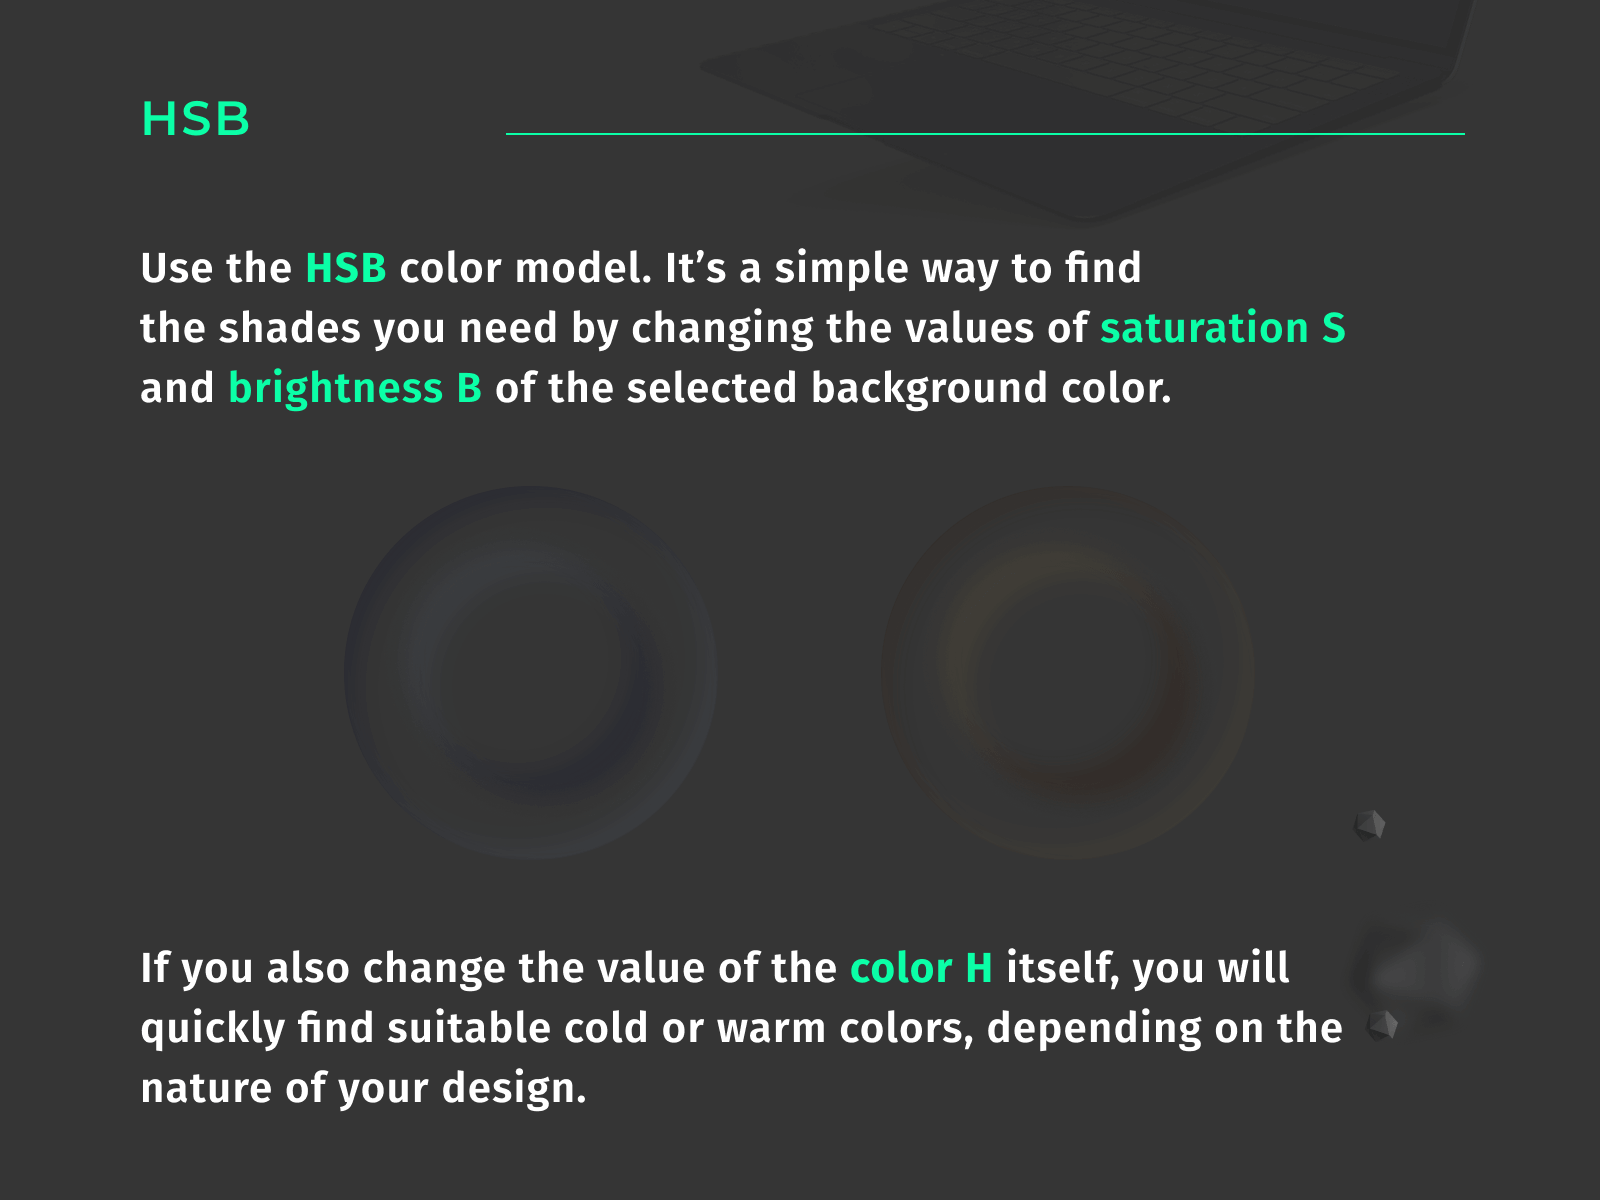 HSB
Use the HSB color model. It’s a simple way to find
the shades you need by changing the values of saturation S
and brightness B of the selected background color.
If you also change the value of the color H itself, you will
quickly find suitable cold or warm colors, depending on the
nature of your design.